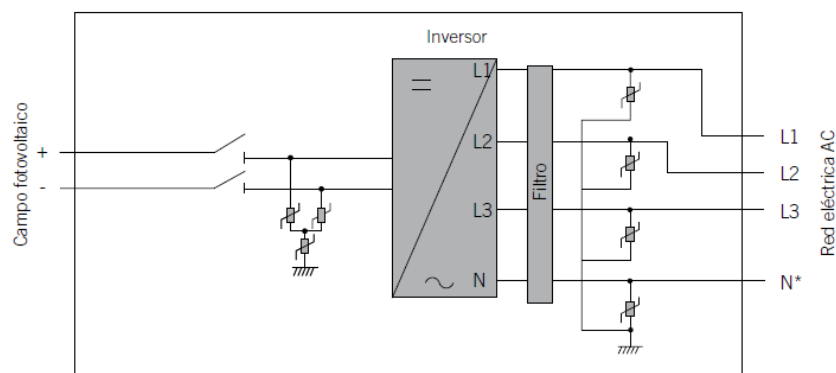 Inversor
Campo fotovoltaico
+
-
L1
L2
L3
N
Filtro
L1
L2
L3
N*
Red eléctrica AC